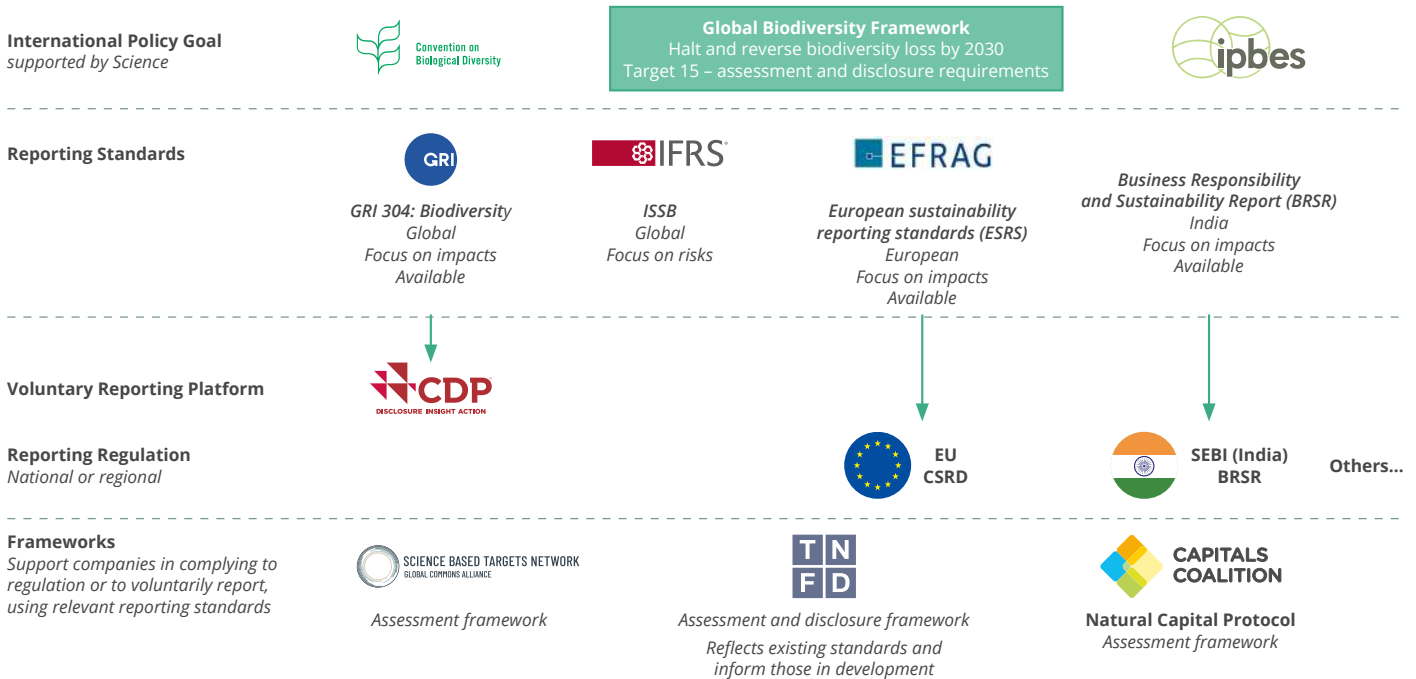 International Policy Goal
supported by Science
Convention on
Biological Diversity
Global Biodiversity Framework
Halt and reverse biodiversity loss by 2030
Target 15 – assessment and disclosure requirements
ipbes
Reporting Standards
GRI
GRI 304: Biodiversity
Global
Focus on impacts
Available
IFRS
ISSB
Global
Focus on risks
EFRAG
European sustainability
reporting standards (ESRS)
European
Focus on impacts
Available
Business Responsibility
and Sustainability Report (BRSR)
India
Focus on impacts
Available
Voluntary Reporting Platform
CDP
DISCLOSURE INSIGHT ACTION
Reporting Regulation
National or regional
EU
CSRD
SEBI (India)
BRSR
Others...
Frameworks
Support companies in complying to
regulation or to voluntarily report,
using relevant reporting standards
SCIENCE BASED TARGETS NETWORK
GLOBAL COMMONS ALLIANCE
Assessment framework
T N
F D
Assessment and disclosure framework
Reflects existing standards and
inform those in development
CAPITALS
COALITION
Natural Capital Protocol
Assessment framework